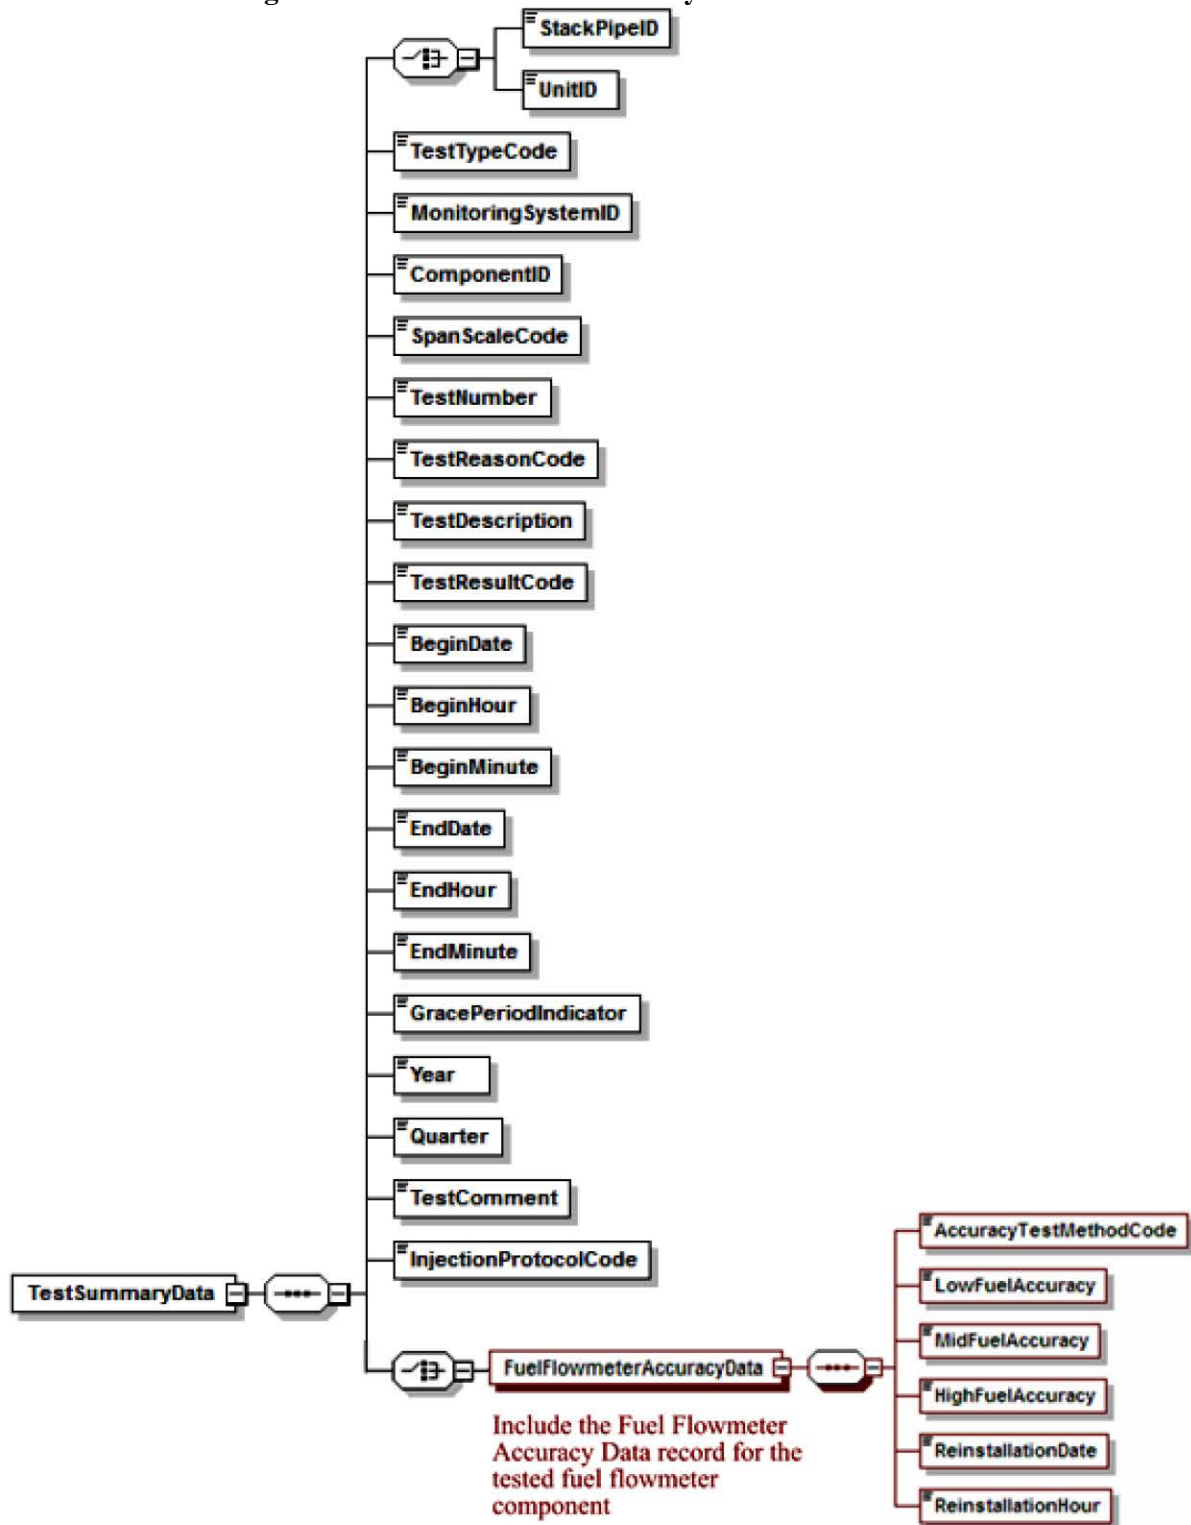 StackPipeID
UnitID
TestTypeCode
MonitoringSystemID
ComponentID
SpanScaleCode
TestNumber
TestReasonCode
TestDescription
TestResultCode
BeginDate
BeginHour
BeginMinute
EndDate
EndHour
EndMinute
GracePeriodIndicator
Year
Quarter
TestComment
InjectionProtocolCode
TestSummaryData
FuelFlowmeterAccuracyData
Include the Fuel Flowmeter
Accuracy Data record for the
tested fuel flowmeter
component
AccuracyTestMethodCode
LowFuelAccuracy
MidFuelAccuracy
HighFuelAccuracy
ReinstallationDate
ReinstallationHour